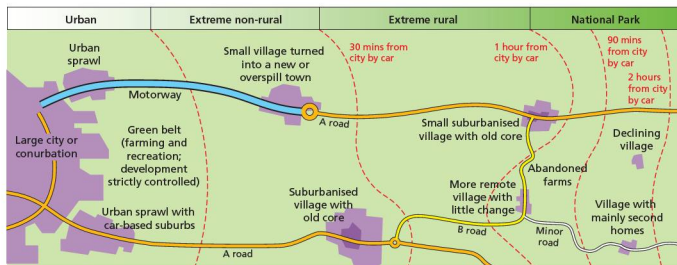 Urban
Extreme non-rural
Extreme rural
National Park
Urban
sprawl
Small village turned
into a new or
overspill town
30 mins from
city by car
1 hour from
city by car
90 mins
from city
by car
2 hours
from city
by car
Motorway
A road
Large city or
conurbation
Green belt
(farming and
recreation;
development
strictly controlled)
Small suburbanised
village with old core
Declining
village
Abandoned
farms
Urban sprawl with
car-based suburbs
Suburbanised
village with
old core
More remote
village with
little change
Village with
mainly second
homes
A road
B road
Minor
road